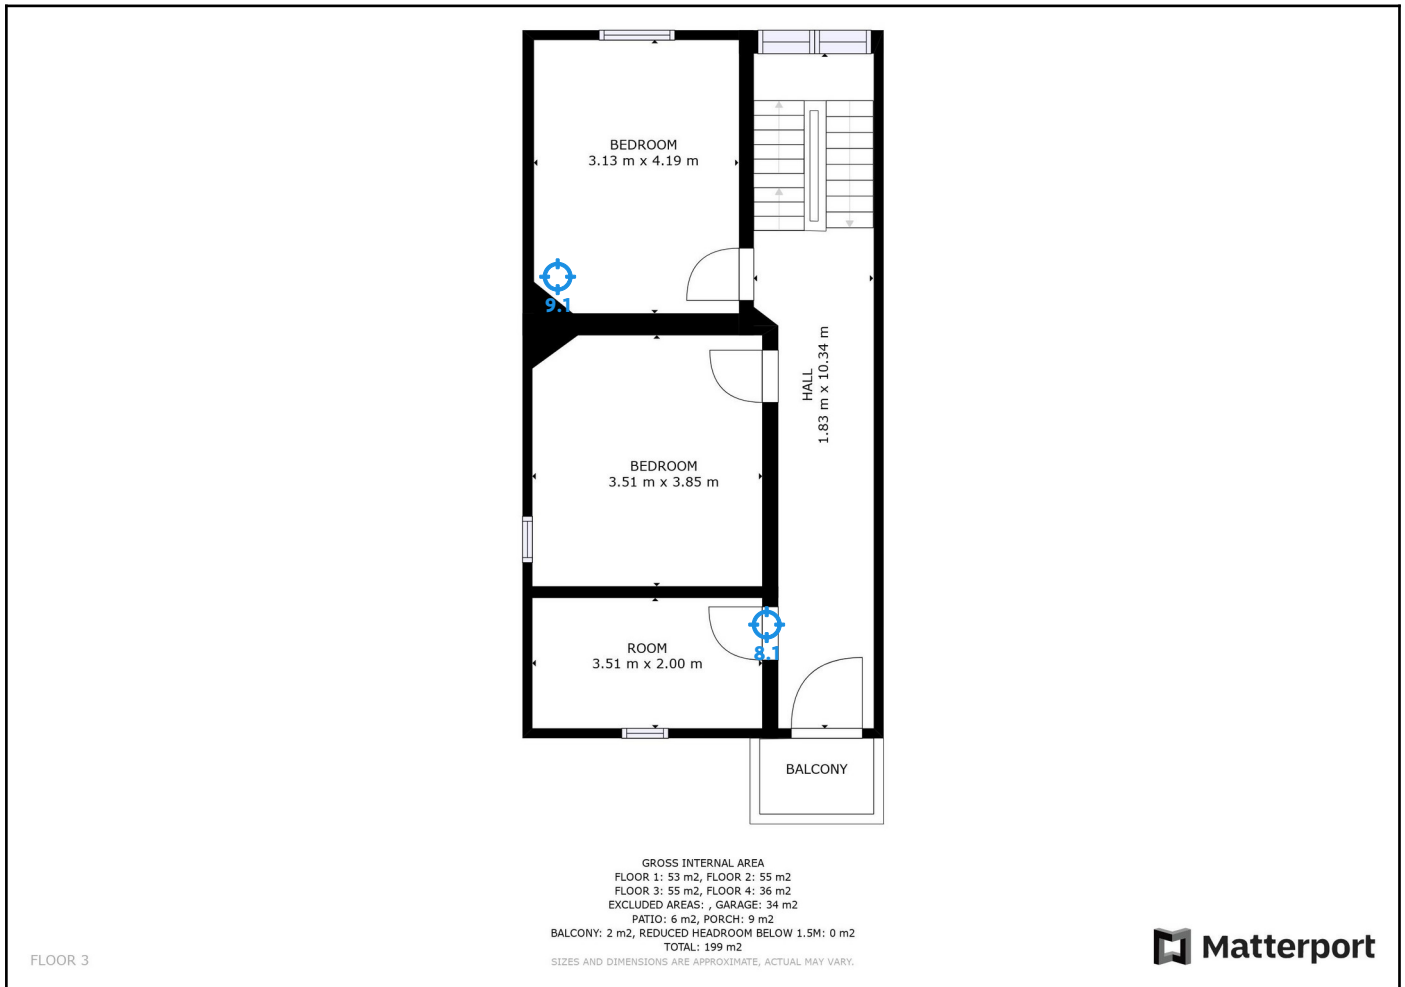 BEDROOM
3.13 m x 4.19 m
9.1
HALL
1.83 m x 10.34 m
BEDROOM
3.51 m x 3.85 m
ROOM
3.51 m x 2.00 m
8.1
BALCONY
GROSS INTERNAL AREA
FLOOR 1: 53 m2, FLOOR 2: 55 m2
FLOOR 3: 55 m2, FLOOR 4: 36 m2
EXCLUDED AREAS: , GARAGE: 34 m2
PATIO: 6 m2, PORCH: 9 m2
BALCONY: 2 m2, REDUCED HEADROOM BELOW 1.5M: 0 m2
TOTAL: 199 m2
SIZES AND DIMENSIONS ARE APPROXIMATE, ACTUAL MAY VARY.
FLOOR 3
Matterport